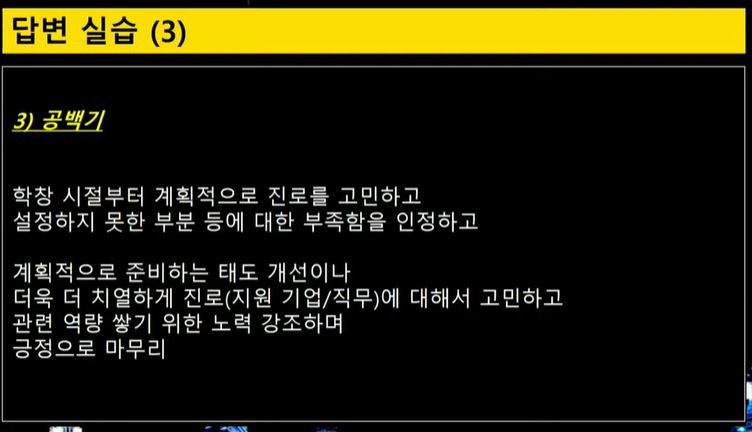 답변 실습 (3)
3) 공백기
학창 시절부터 계획적으로 진로를 고민하고
설정하지 못한 부분 등에 대한 부족함을 인정하고
계획적으로 준비하는 태도 개선이나
더욱 더 치열하게 진로(지원 기업/직무)에 대해서 고민하고
관련 역량 쌓기 위한 노력 강조하며
긍정으로 마무리